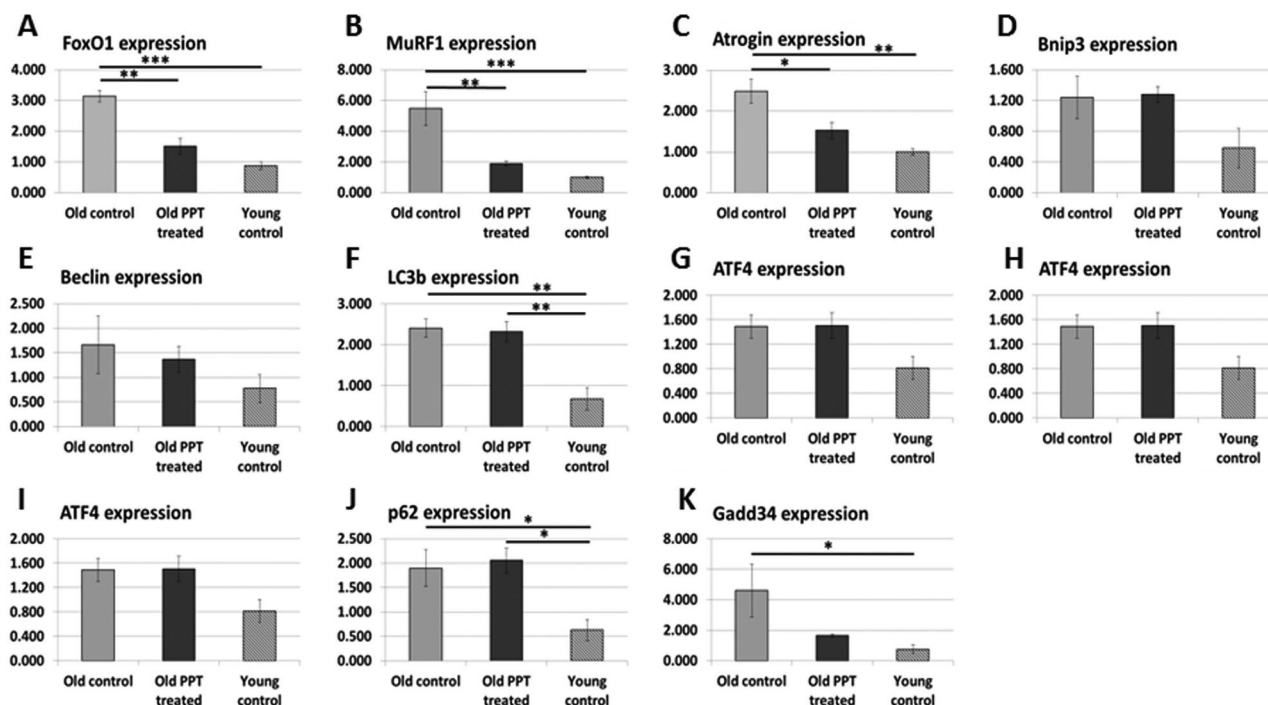 A
FoxO1 expression
***
**
4.000
3.000
2.000
1.000
0.000
Old control
Old PPT
treated
Young
control
B
MuRF1 expression
***
**
8.000
6.000
4.000
2.000
0.000
Old control
Old PPT
treated
Young
control
C
Atrogin expression
**
*
3.000
2.000
1.000
0.000
Old control
Old PPT
treated
Young
control
D
Bnip3 expression
1.600
1.200
0.800
0.400
0.000
Old control
Old PPT
treated
Young
control
E
Beclin expression
2.500
2.000
1.500
1.000
0.500
0.000
Old control
Old PPT
treated
Young
control
F
LC3b expression
**
**
3.000
2.000
1.000
0.000
Old control
Old PPT
treated
Young
control
G
ATF4 expression
2.000
1.600
1.200
0.800
0.400
0.000
Old control
Old PPT
treated
Young
control
H
ATF4 expression
2.000
1.600
1.200
0.800
0.400
0.000
Old control
Old PPT
treated
Young
control
I
ATF4 expression
2.000
1.600
1.200
0.800
0.400
0.000
Old control
Old PPT
treated
Young
control
J
p62 expression
*
*
2.500
2.000
1.500
1.000
0.500
0.000
Old control
Old PPT
treated
Young
control
K
Gadd34 expression
*
8.000
6.000
4.000
2.000
0.000
Old control
Old PPT
treated
Young
control